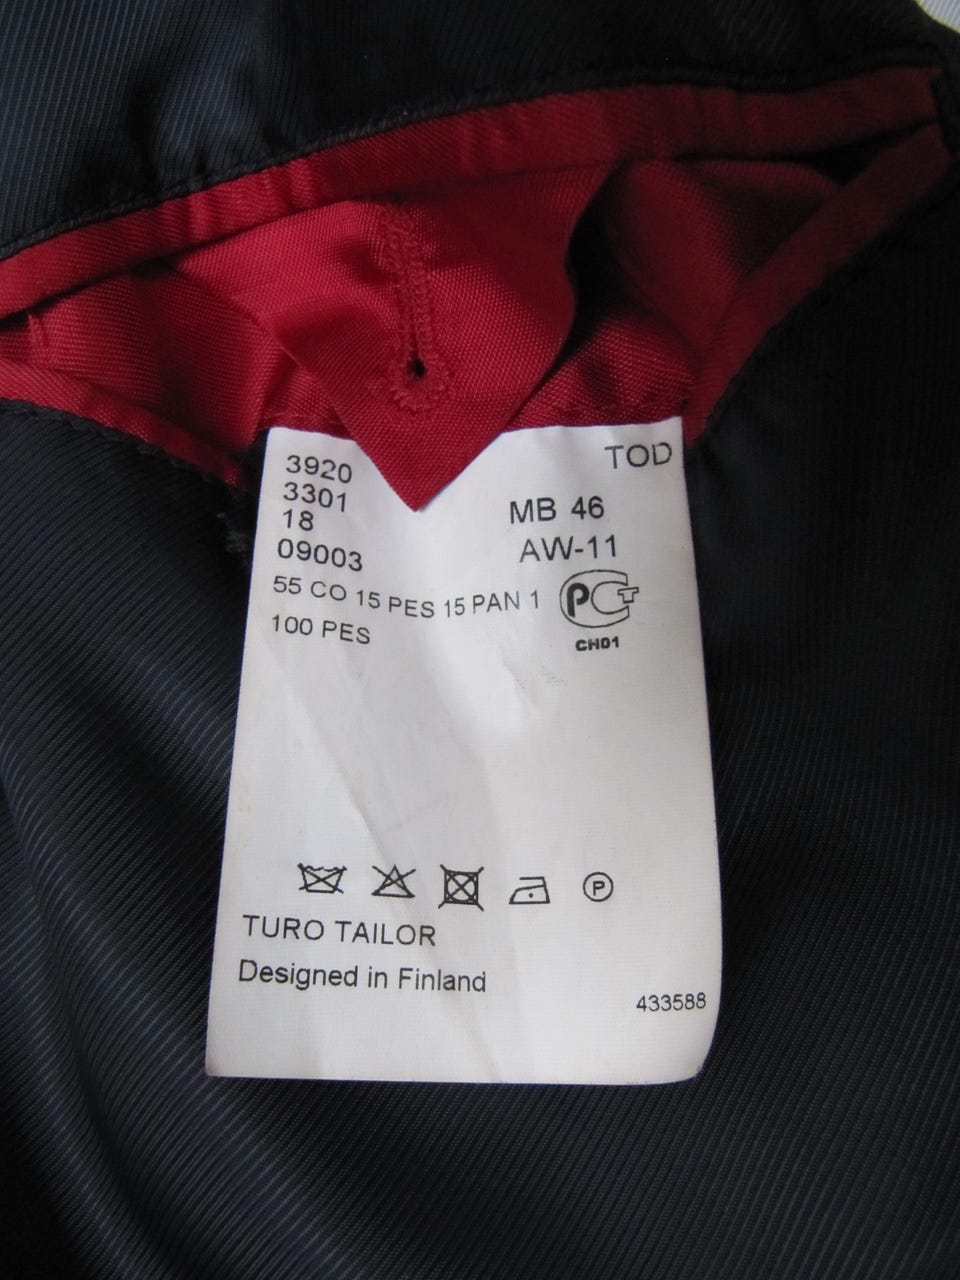 3920
3301
18
09003
TOD
MB 46
AW-11
55 CO 15 PES 15 PAN 1
100 PES
PCT
CH01
P
TURO TAILOR
Designed in Finland
433588